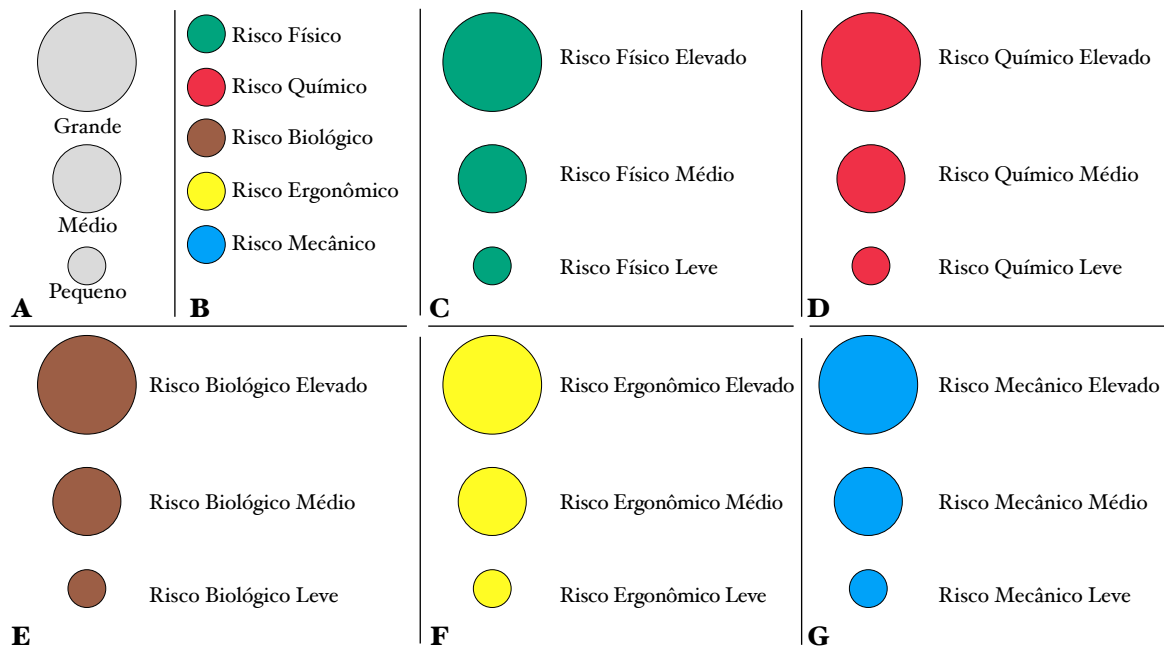 Grande
Médio
Pequeno
A
Risco Físico
Risco Químico
Risco Biológico
Risco Ergonômico
Risco Mecânico
B
Risco Físico Elevado
Risco Físico Médio
Risco Físico Leve
C
Risco Químico Elevado
Risco Químico Médio
Risco Químico Leve
D
Risco Biológico Elevado
Risco Biológico Médio
Risco Biológico Leve
E
Risco Ergonômico Elevado
Risco Ergonômico Médio
Risco Ergonômico Leve
F
Risco Mecânico Elevado
Risco Mecânico Médio
Risco Mecânico Leve
G